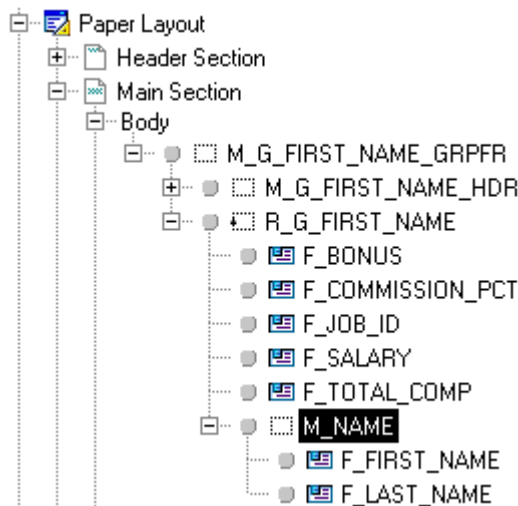 Paper Layout
Header Section
Main Section
Body
M_G_FIRST_NAME_GRPFR
M_G_FIRST_NAME_HDR
R_G_FIRST_NAME
F_BONUS
F_COMMISSION_PCT
F_JOB_ID
F_SALARY
F_TOTAL_COMP
M_NAME
F_FIRST_NAME
F_LAST_NAME